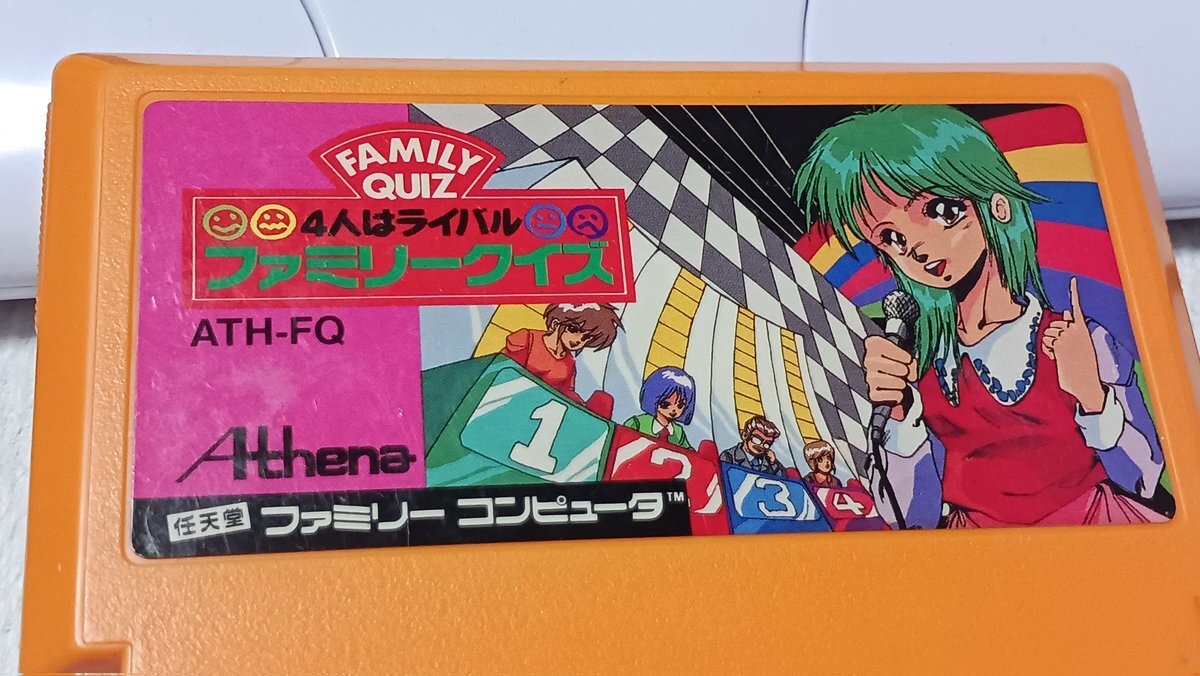 FAMILY
QUIZ
4人はライバル
ファミリークイズ
ATH-FQ
Athena
任天堂 ファミリー コンピュータ™
1
2
3
4